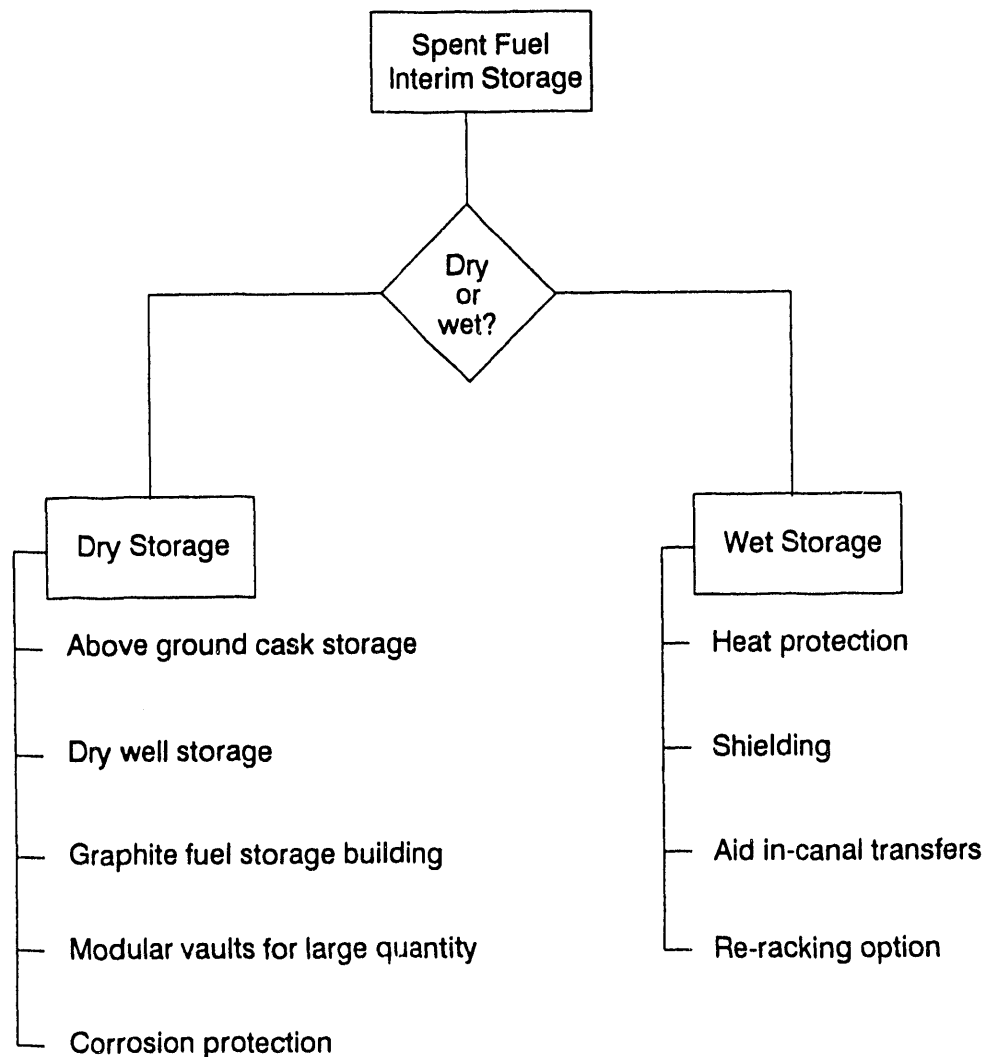 Spent Fuel
Interim Storage
Dry
or
wet?
Dry Storage
Above ground cask storage
Dry well storage
Graphite fuel storage building
Modular vaults for large quantity
Corrosion protection
Wet Storage
Heat protection
Shielding
Aid in-canal transfers
Re-racking option